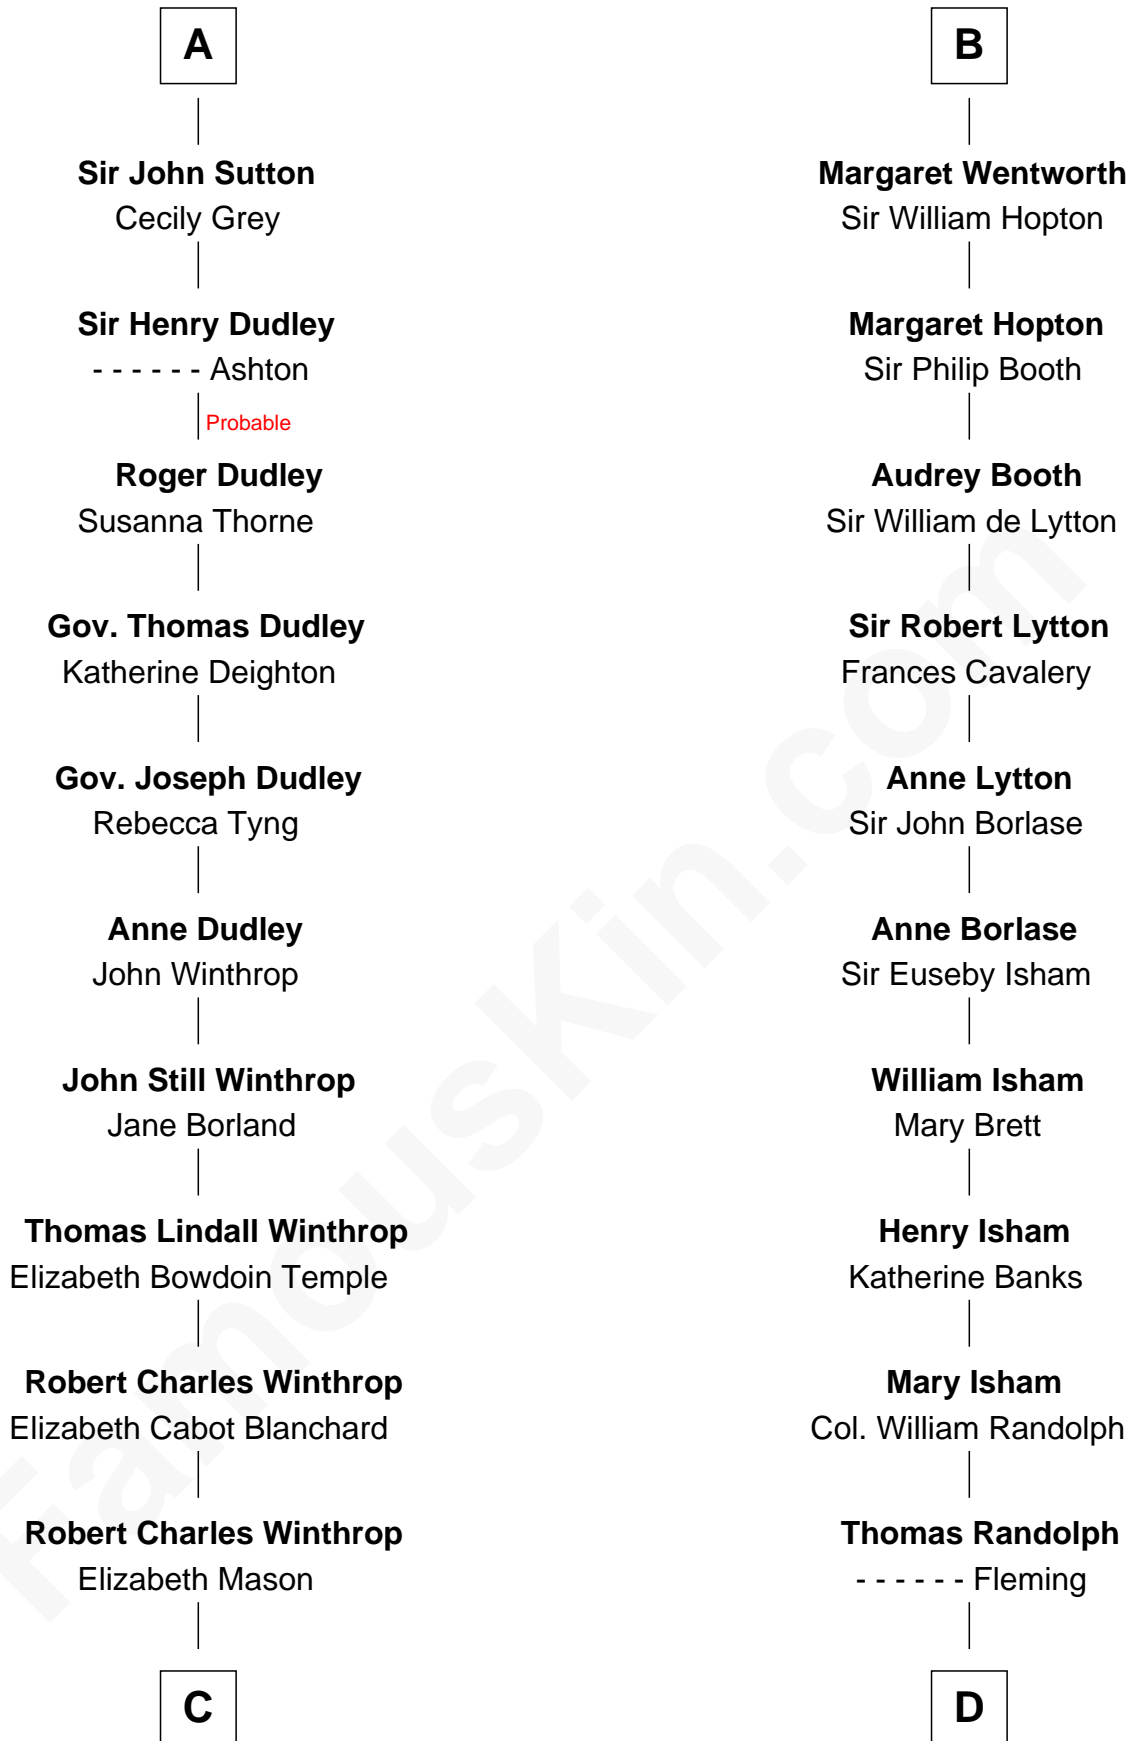 A
Sir John Sutton
Cecily Grey
Sir Henry Dudley
- - - - - - Ashton
Probable
Roger Dudley
Susanna Thorne
Gov. Thomas Dudley
Katherine Deighton
Gov. Joseph Dudley
Rebecca Tyng
Anne Dudley
John Winthrop
John Still Winthrop
Jane Borland
Thomas Lindall Winthrop
Elizabeth Bowdoin Temple
Robert Charles Winthrop
Elizabeth Cabot Blanchard
Robert Charles Winthrop
Elizabeth Mason
C
B
Margaret Wentworth
Sir William Hopton
Margaret Hopton
Sir Philip Booth
Audrey Booth
Sir William de Lytton
Sir Robert Lytton
Frances Cavalery
Anne Lytton
Sir John Borlase
Anne Borlase
Sir Euseby Isham
William Isham
Mary Brett
Henry Isham
Katherine Banks
Mary Isham
Col. William Randolph
Thomas Randolph
- - - - - - Fleming
D
FamousKin.com